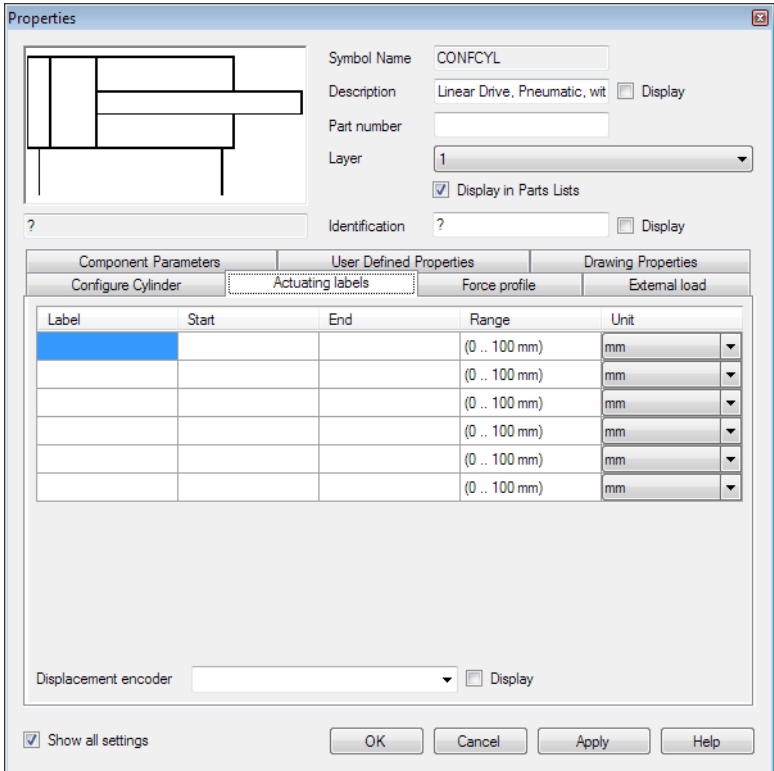 Properties
Symbol Name CONFCYL
Description Linear Drive, Pneumatic, wit Display
Part number
Layer 1
Display in Parts Lists
? Identification ? Display
Component Parameters User Defined Properties Drawing Properties
Configure Cylinder Actuating labels Force profile External load
Label Start End Range Unit
(0 .. 100 mm) mm
(0 .. 100 mm) mm
(0 .. 100 mm) mm
(0 .. 100 mm) mm
(0 .. 100 mm) mm
(0 .. 100 mm) mm
Displacement encoder Display
Show all settings OK Cancel Apply Help